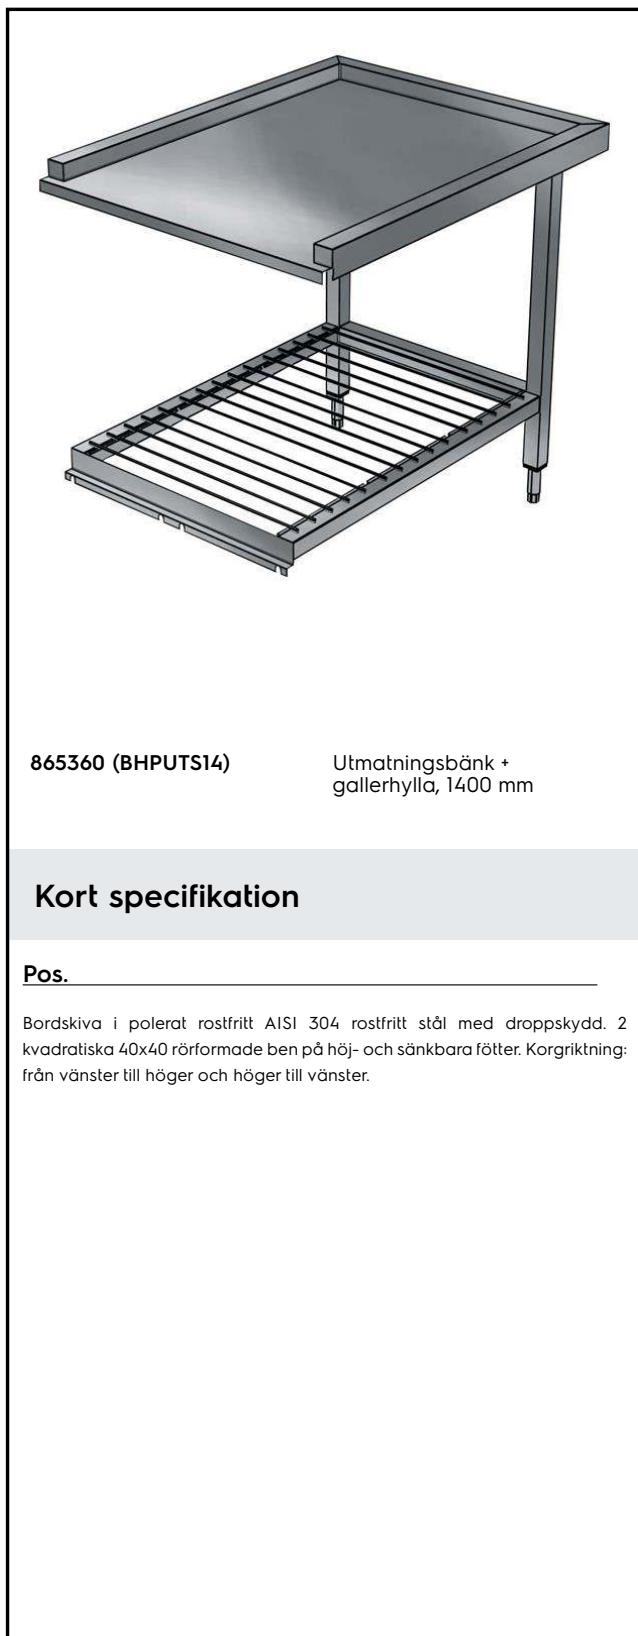 865360 (BHPUTS14)
Utmatningsbänk +
gallerhylla, 1400 mm
Kort specifikation
Pos.
Bordskiva i polerat rostfritt AISI 304 rostfritt stål med droppskydd. 2
kvadratiska 40x40 rörformade ben på höj- och sänkbara fötter. Korgriktning:
från vänster till höger och höger till vänster.